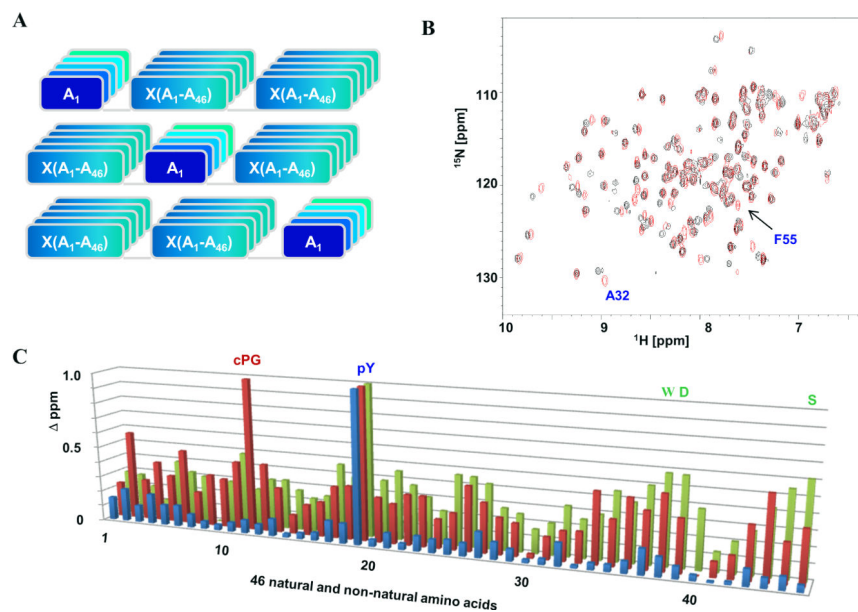 A
A1
X(A1-A46)
X(A1-A46)
X(A1-A46)
A1
X(A1-A46)
X(A1-A46)
X(A1-A46)
A1
B
110
120
130
15N [ppm]
F55
A32
10 9 8 7
1H [ppm]
C
cPG
pY
W D
S
1.0
0.5
0
Δ ppm
1 10 20 30 40
46 natural and non-natural amino acids